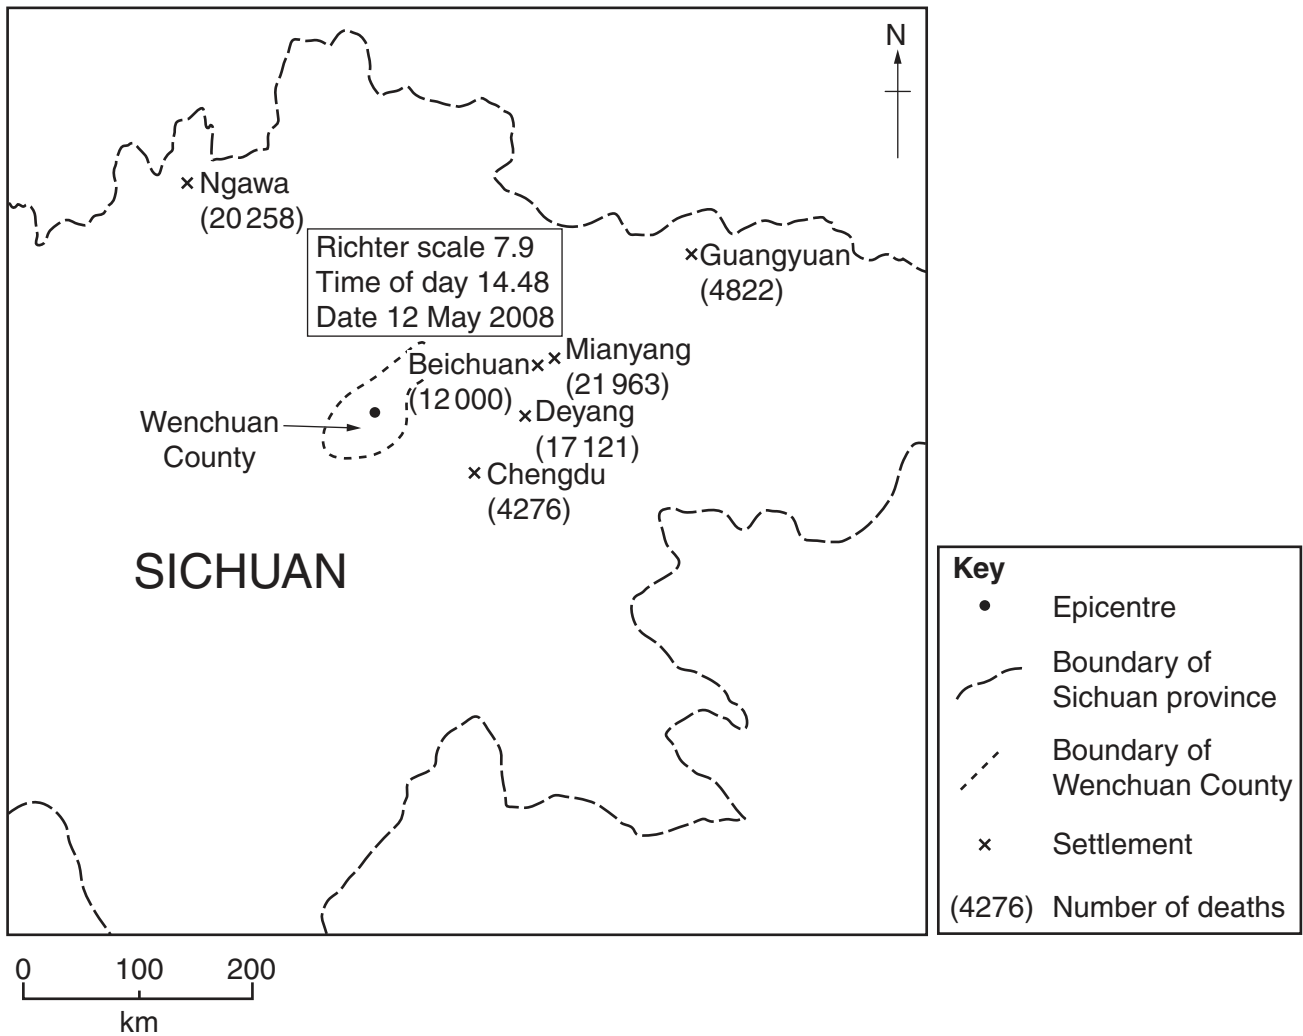 N
Ngawa
(20 258)
Richter scale 7.9
Time of day 14.48
Date 12 May 2008
Guangyuan
(4822)
Beichuan
(12 000)
Mianyang
(21 963)
Deyang
(17 121)
Wenchuan
County
Chengdu
(4276)
SICHUAN
Key
Epicentre
Boundary of
Sichuan province
Boundary of
Wenchuan County
Settlement
(4276) Number of deaths
0 100 200
km